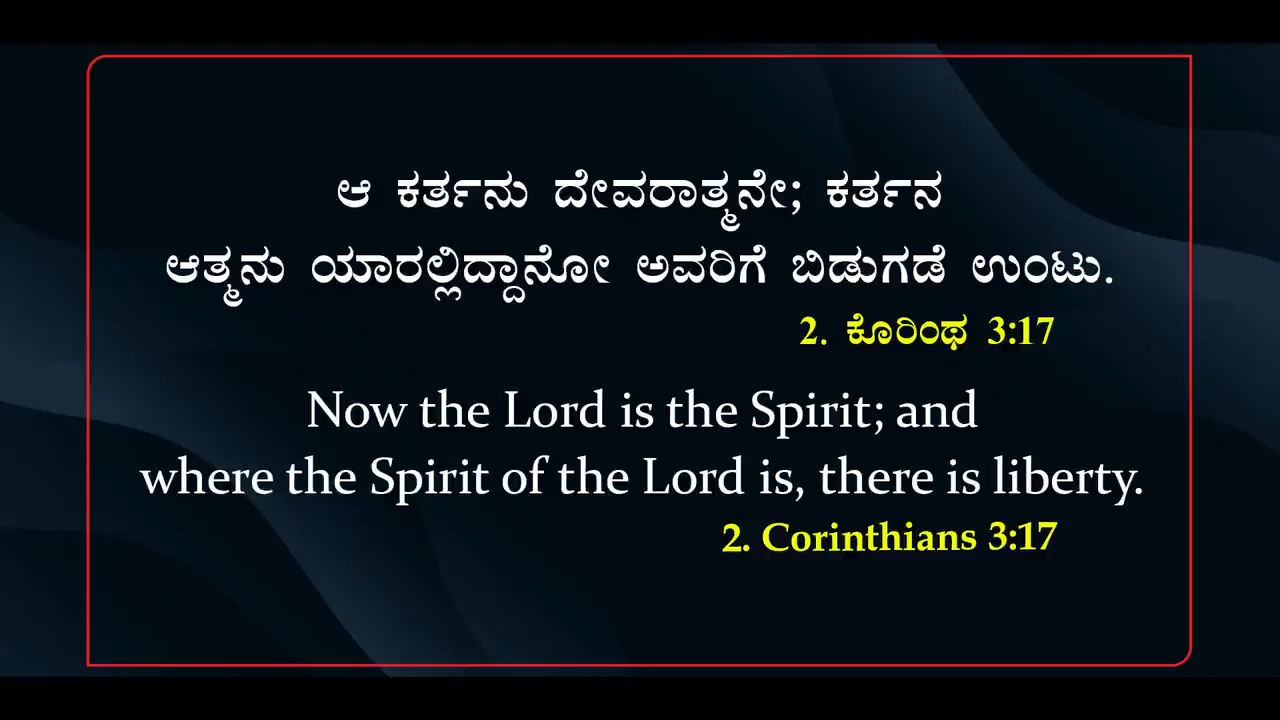 ಆ ಕರ್ತನು ದೇವರಾತ್ಮನೇ; ಕರ್ತನ
ಆತ್ಮನು ಯಾರಲ್ಲಿದ್ದಾನೋ ಅವರಿಗೆ ಬಿಡುಗಡೆ ಉಂಟು.
2. ಕೊರಿಂಥ 3:17
Now the Lord is the Spirit; and
where the Spirit of the Lord is, there is liberty.
2. Corinthians 3:17